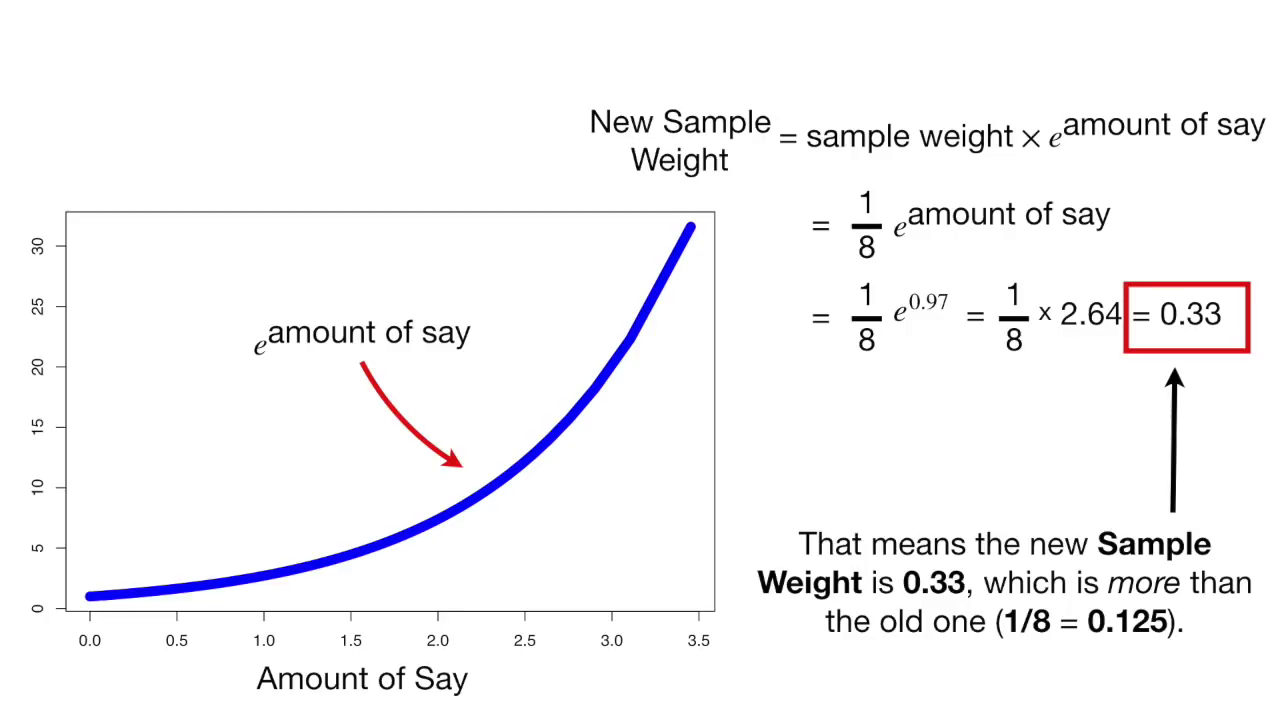 New Sample
Weight
= sample weight × e^amount of say
= 1/8 e^amount of say
= 1/8 e^0.97 = 1/8 x 2.64 = 0.33
e^amount of say
30
25
20
15
10
5
0
0.0 0.5 1.0 1.5 2.0 2.5 3.0 3.5
Amount of Say
That means the new Sample
Weight is 0.33, which is more than
the old one (1/8 = 0.125).